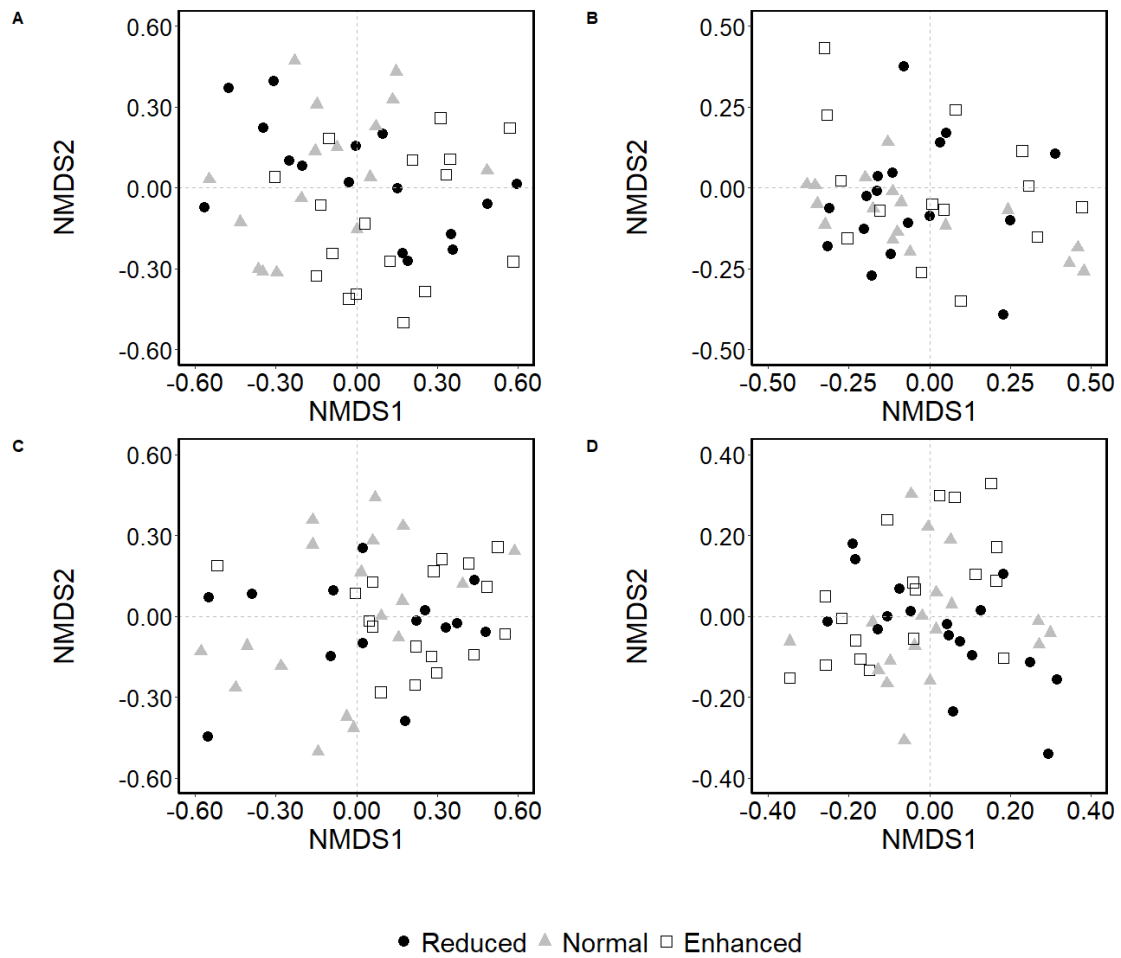 A
B
0.60
0.30
0.00
-0.30
-0.60
NMDS2
-0.60 -0.30 0.00 0.30 0.60
NMDS1
0.50
0.25
0.00
-0.25
-0.50
NMDS2
-0.50 -0.25 0.00 0.25 0.50
NMDS1
C
D
0.60
0.30
0.00
-0.30
-0.60
NMDS2
-0.60 -0.30 0.00 0.30 0.60
NMDS1
0.40
0.20
0.00
-0.20
-0.40
NMDS2
-0.40 -0.20 0.00 0.20 0.40
NMDS1
Reduced Normal Enhanced